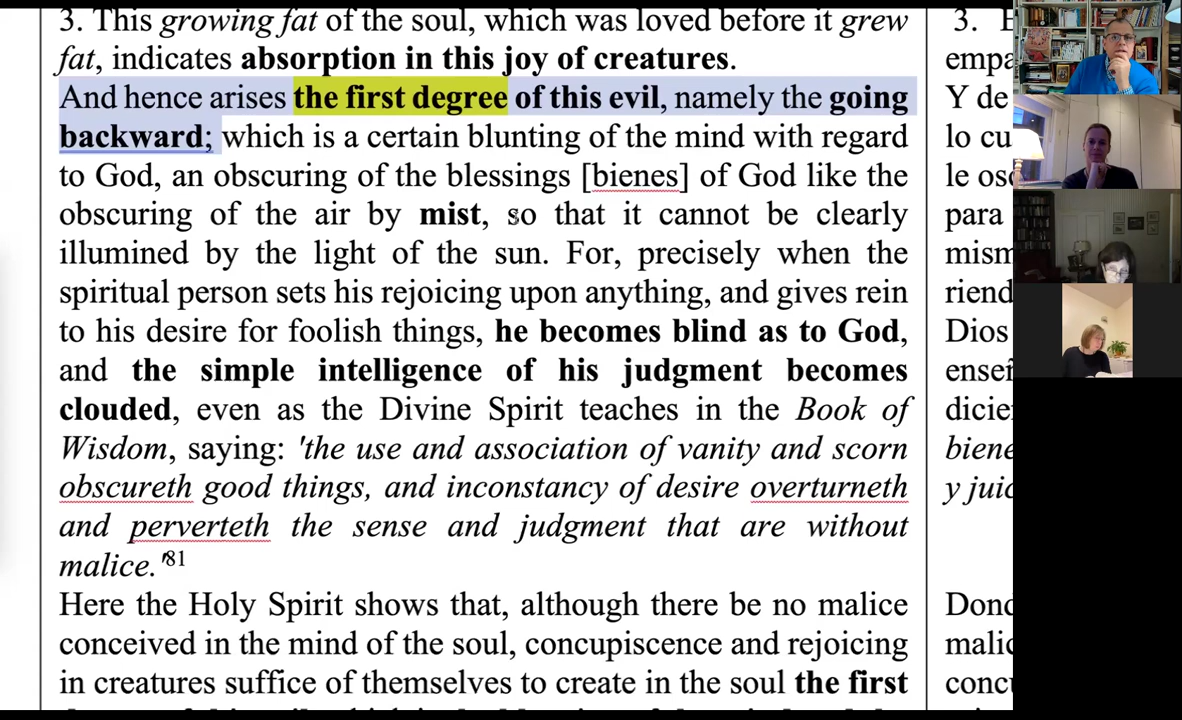 3. This growing fat of the soul, which was loved before it grew
fat, indicates absorption in this joy of creatures.
And hence arises the first degree of this evil, namely the going
backward; which is a certain blunting of the mind with regard
to God, an obscuring of the blessings [bienes] of God like the
obscuring of the air by mist, so that it cannot be clearly
illumined by the light of the sun. For, precisely when the
spiritual person sets his rejoicing upon anything, and gives rein
to his desire for foolish things, he becomes blind as to God,
and the simple intelligence of his judgment becomes
clouded, even as the Divine Spirit teaches in the Book of
Wisdom, saying: 'the use and association of vanity and scorn
obscureth good things, and inconstancy of desire overturneth
and perverteth the sense and judgment that are without
malice.'81
Here the Holy Spirit shows that, although there be no malice
conceived in the mind of the soul, concupiscence and rejoicing
in creatures suffice of themselves to create in the soul the first
3. E
empa
Y de
lo cu
le oso
para
mism
riend
Dios
enseñ
dicie
biene
y juic
Dond
malic
conc